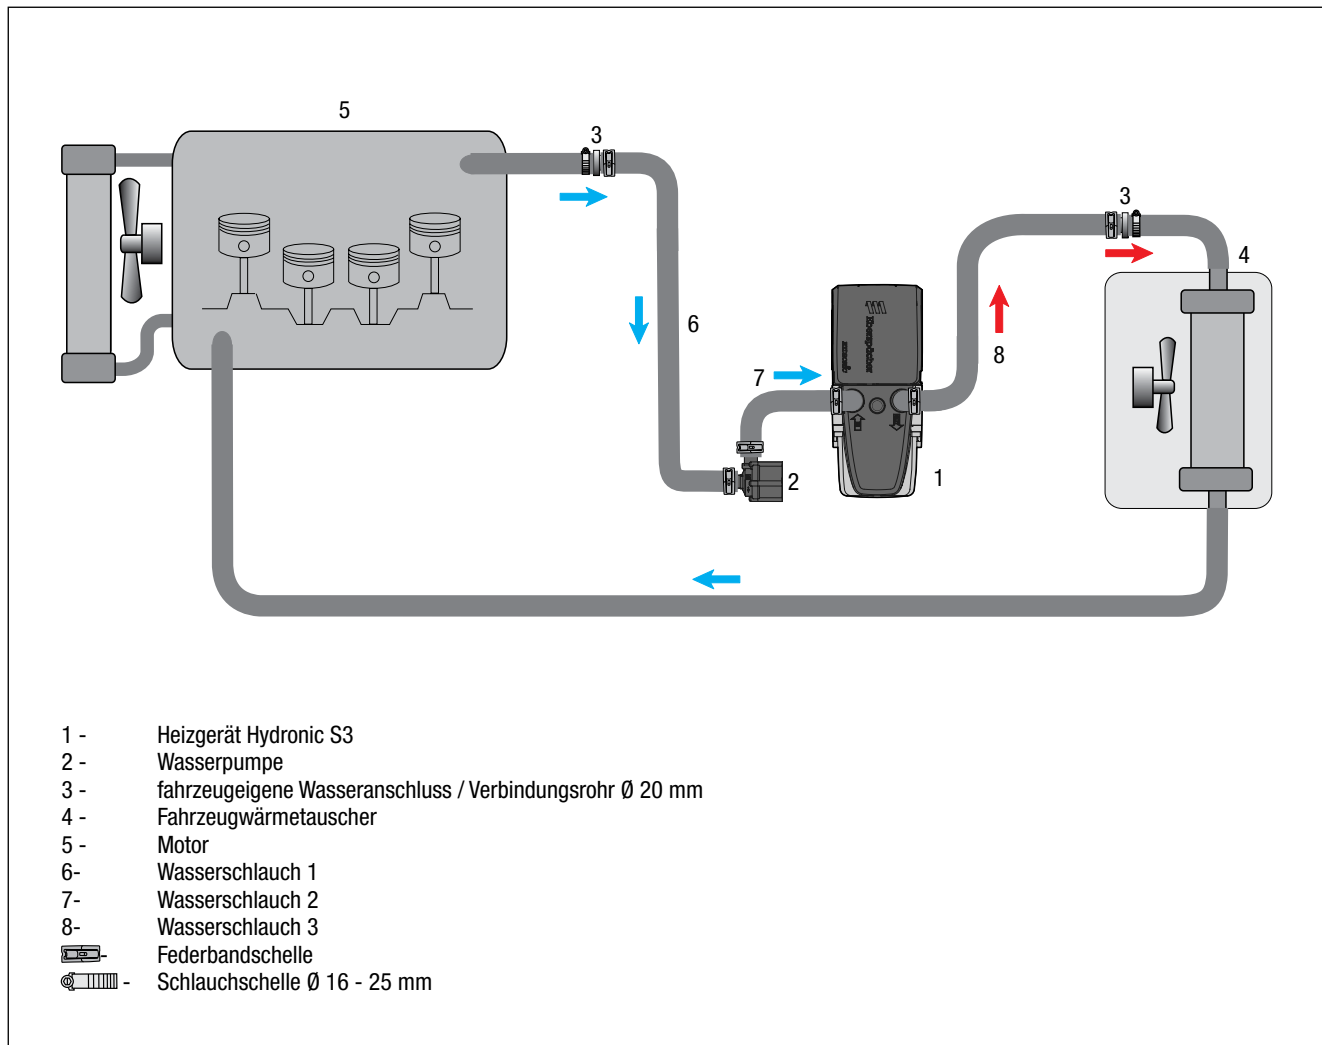 5
3
3
4
6
8
7
Eberspächer
2
1
1 - Heizgerät Hydronic S3
2 - Wasserpumpe
3 - fahrzeugeigene Wasseranschluss / Verbindungsrohr Ø 20 mm
4 - Fahrzeugwärmetauscher
5 - Motor
6- Wasserschlauch 1
7- Wasserschlauch 2
8- Wasserschlauch 3
- Federbandschelle
- Schlauchschelle Ø 16 - 25 mm